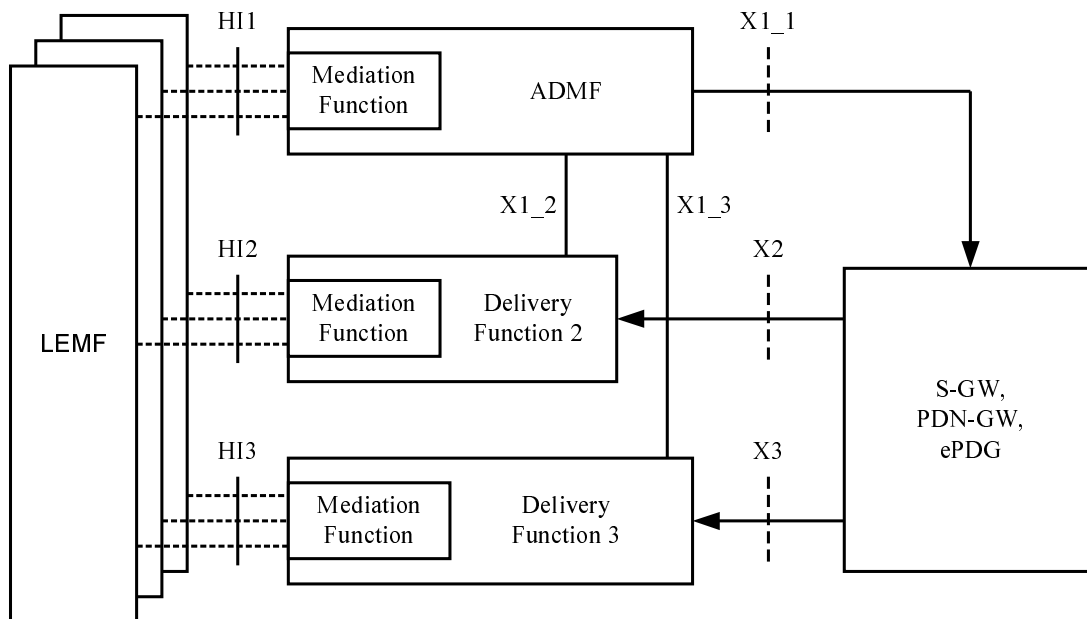 HI1
X1_1
Mediation
Function
ADMF
X1_2
X1_3
HI2
X2
Mediation
Function
Delivery
Function 2
LEMF
S-GW,
PDN-GW,
ePDG
HI3
X3
Mediation
Function
Delivery
Function 3